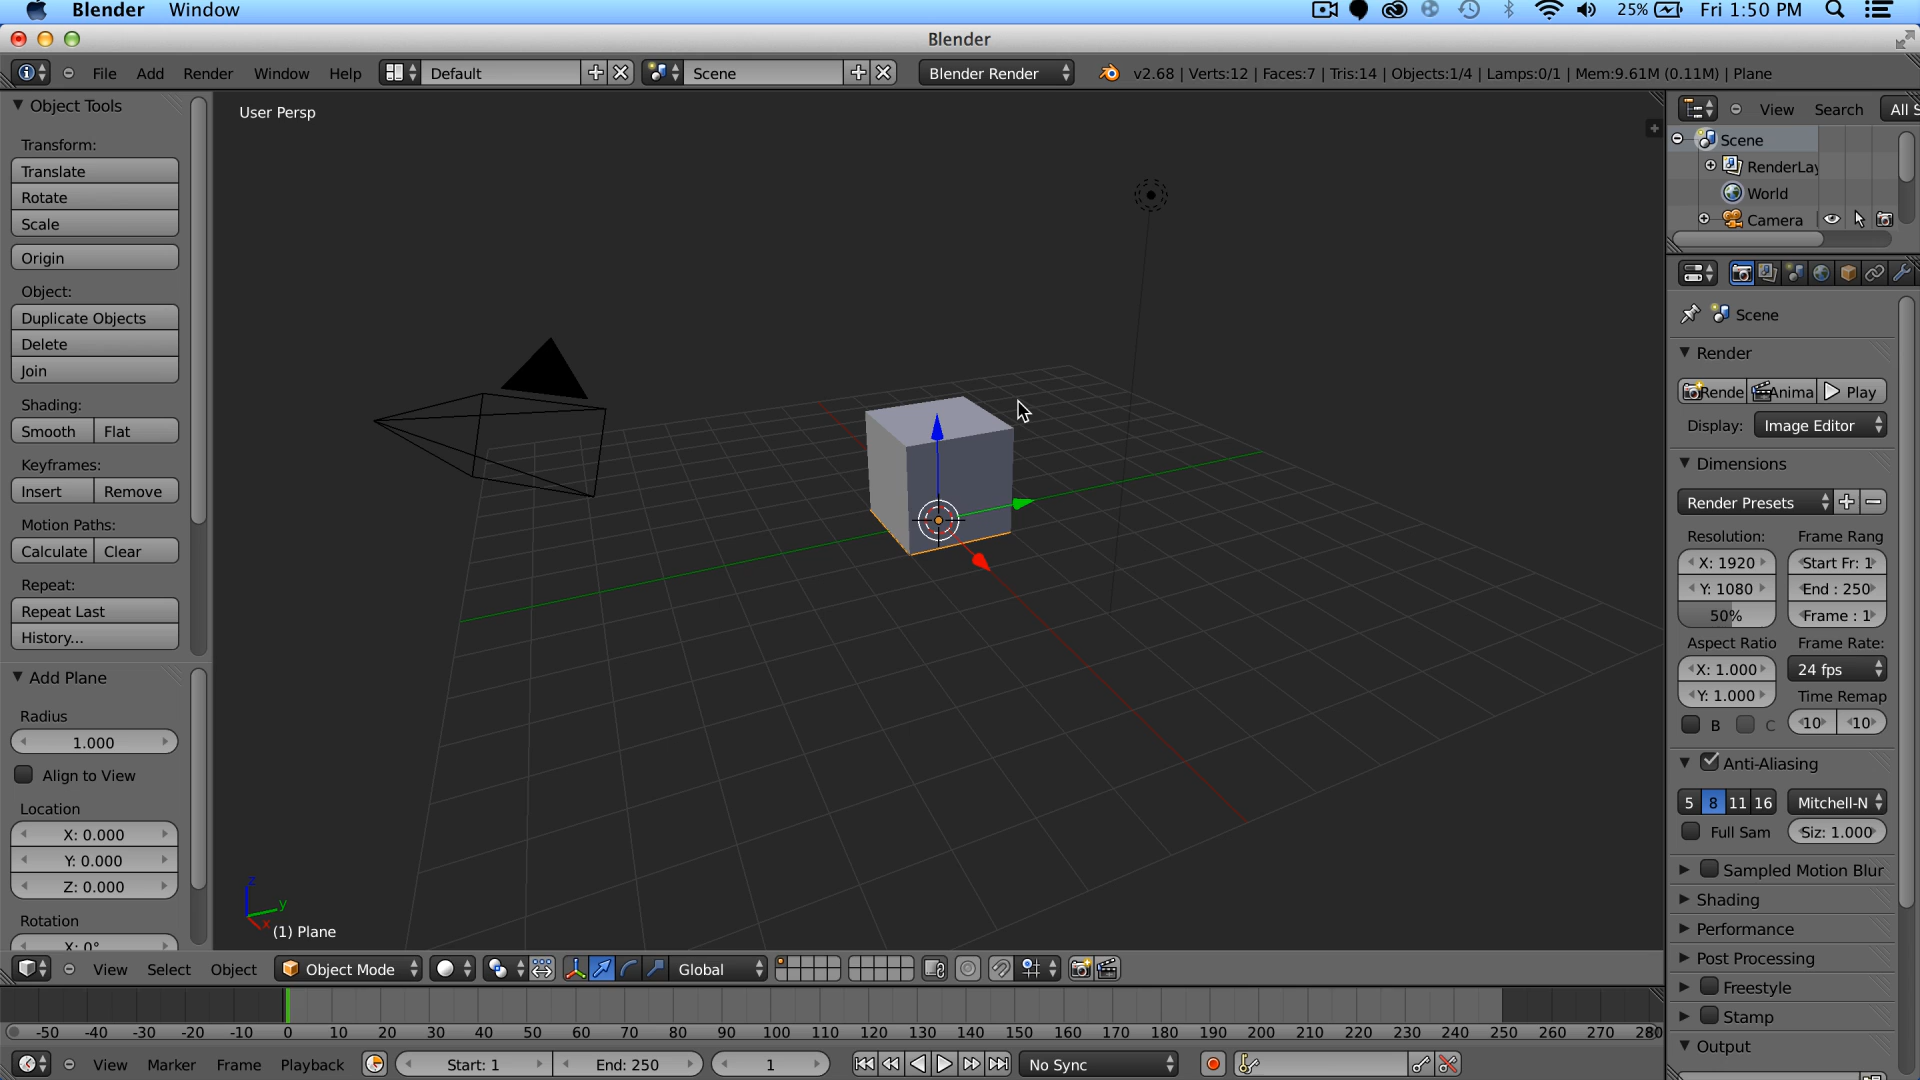 Blender Window 25% Fri 1:50 PM
Blender
File Add Render Window Help Default Scene Blender Render v2.68 | Verts:12 | Faces:7 | Tris:14 | Objects:1/4 | Lamps:0/1 | Mem:9.61M (0.11M) | Plane
Object Tools
Transform:
Translate
Rotate
Scale
Origin
Object:
Duplicate Objects
Delete
Join
Shading:
Smooth Flat
Keyframes:
Insert Remove
Motion Paths:
Calculate Clear
Repeat:
Repeat Last
History...
Add Plane
Radius
1.000
Align to View
Location
X: 0.000
Y: 0.000
Z: 0.000
Rotation
X: 0°
User Persp
z
y
x
(1) Plane
View Search All S
Scene
RenderLay
World
Camera
Scene
Render
Rende Anima Play
Display: Image Editor
Dimensions
Render Presets
Resolution: Frame Rang
X: 1920 Start Fr: 1
Y: 1080 End : 250
50% Frame : 1
Aspect Ratio Frame Rate:
X: 1.000 24 fps
Y: 1.000 Time Remap
B C 10 10
Anti-Aliasing
5 8 11 16 Mitchell-N
Full Sam Siz: 1.000
Sampled Motion Blur
Shading
Performance
Post Processing
Freestyle
Stamp
Output
View Select Object Object Mode Global
-50 -40 -30 -20 -10 0 10 20 30 40 50 60 70 80 90 100 110 120 130 140 150 160 170 180 190 200 210 220 230 240 250 260 270 280
View Marker Frame Playback Start: 1 End: 250 1 No Sync